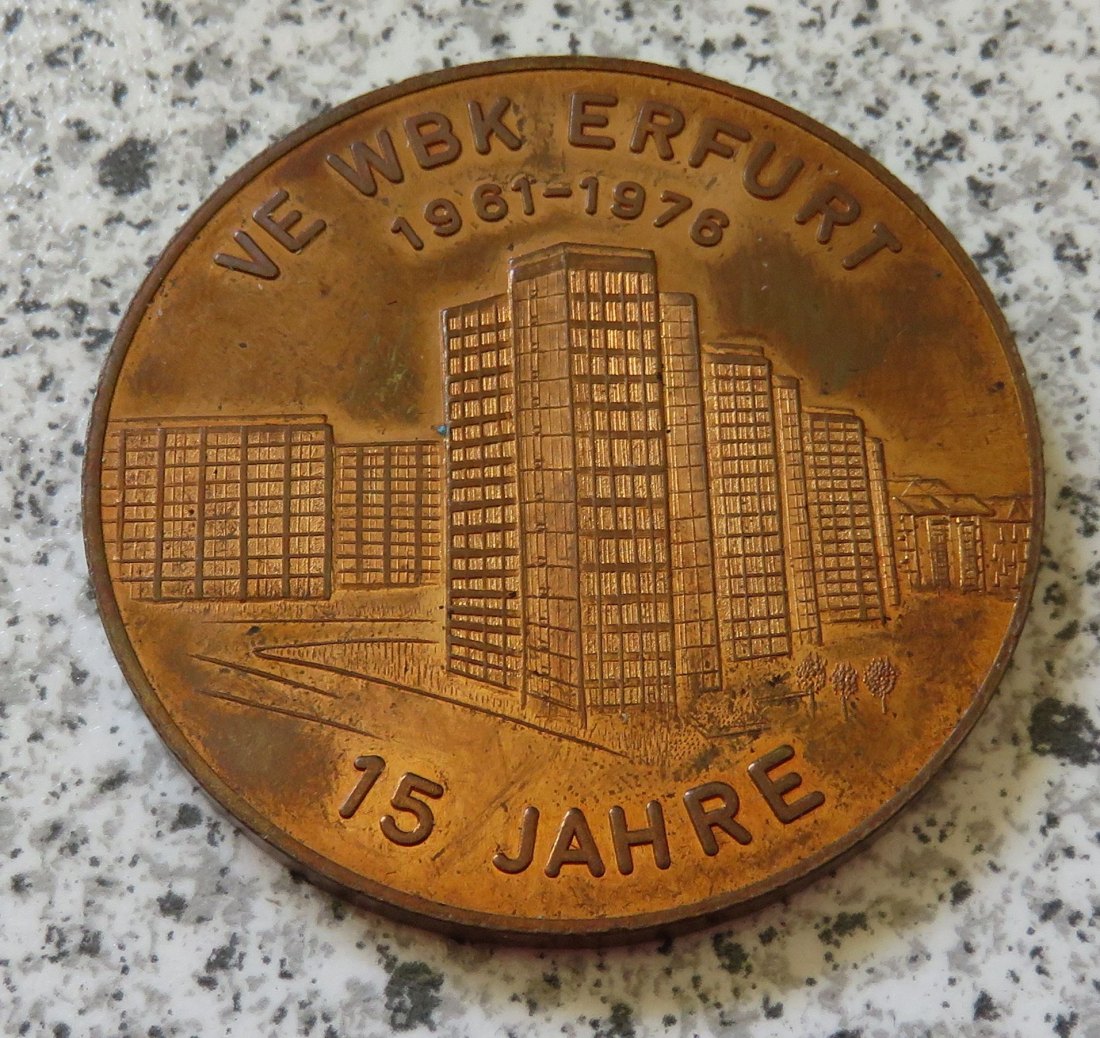 VE WBK ERFURT
1961-1976
15 JAHRE